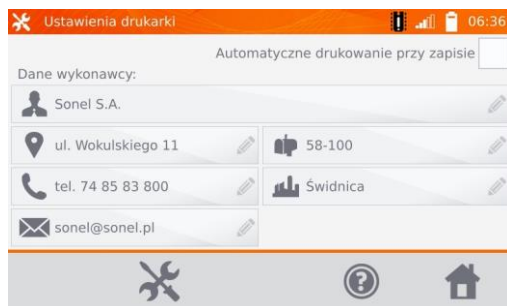 Ustawienia drukarki 06:36
Automatyczne drukowanie przy zapisie
Dane wykonawcy:
Sonel S.A.
ul. Wokulskiego 11 58-100
tel. 74 85 83 800 Świdnica
sonel@sonel.pl